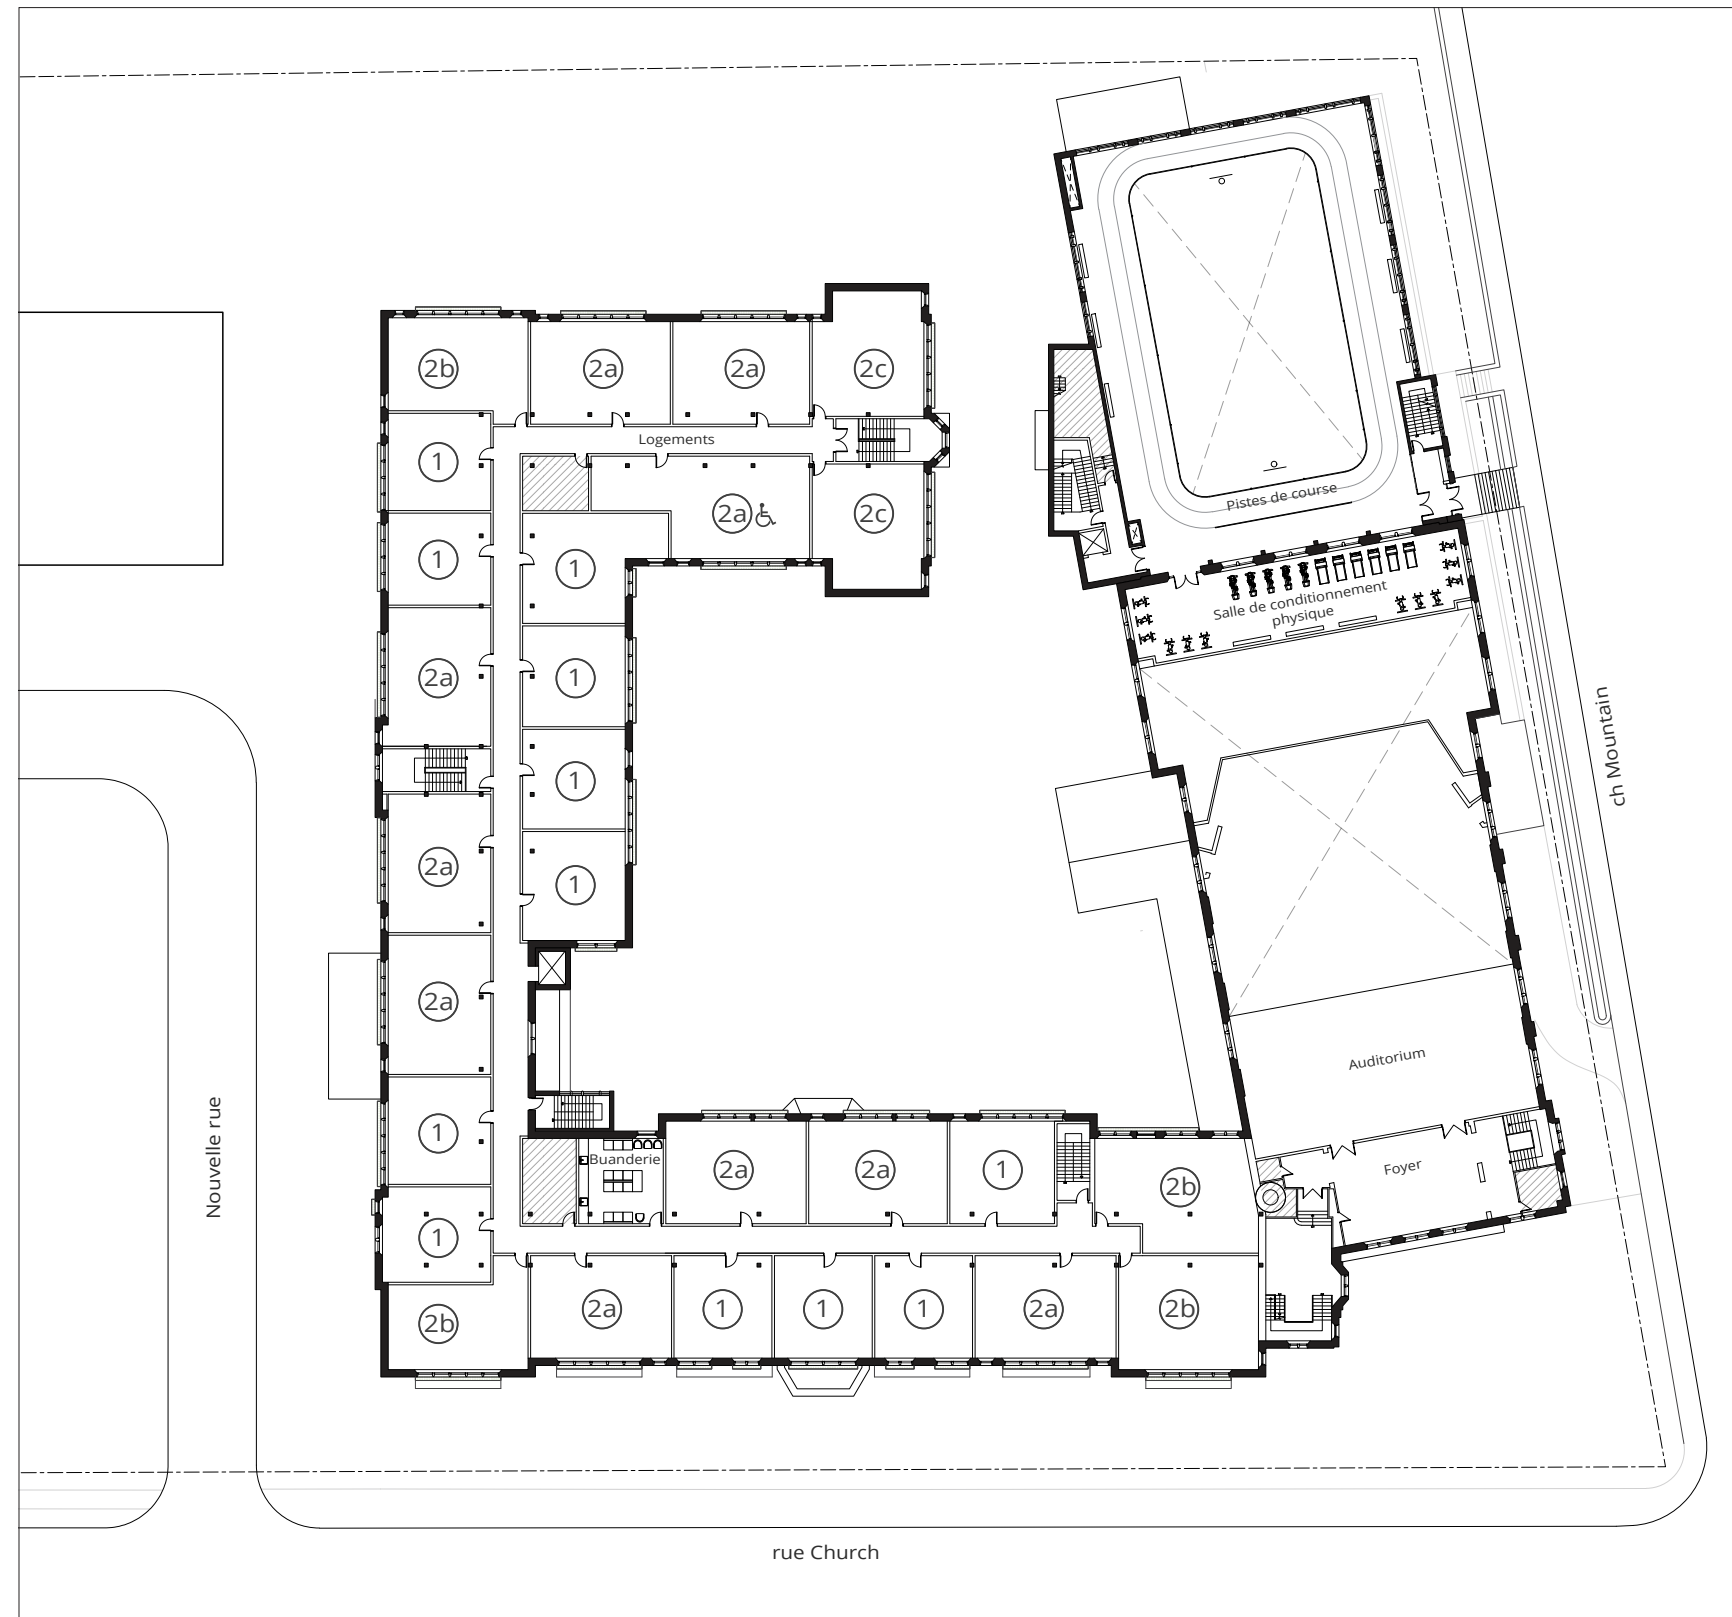 2b
2a
2a
2c
Logements
1
2a
2c
Pistes de course
1
1
Salle de conditionnement
physique
2a
1
ch Mountain
1
2a
1
2a
Auditorium
Nouvelle rue
1
Buanderie
2a
2a
1
2b
Foyer
1
2b
2a
1
1
1
2a
2b
rue Church